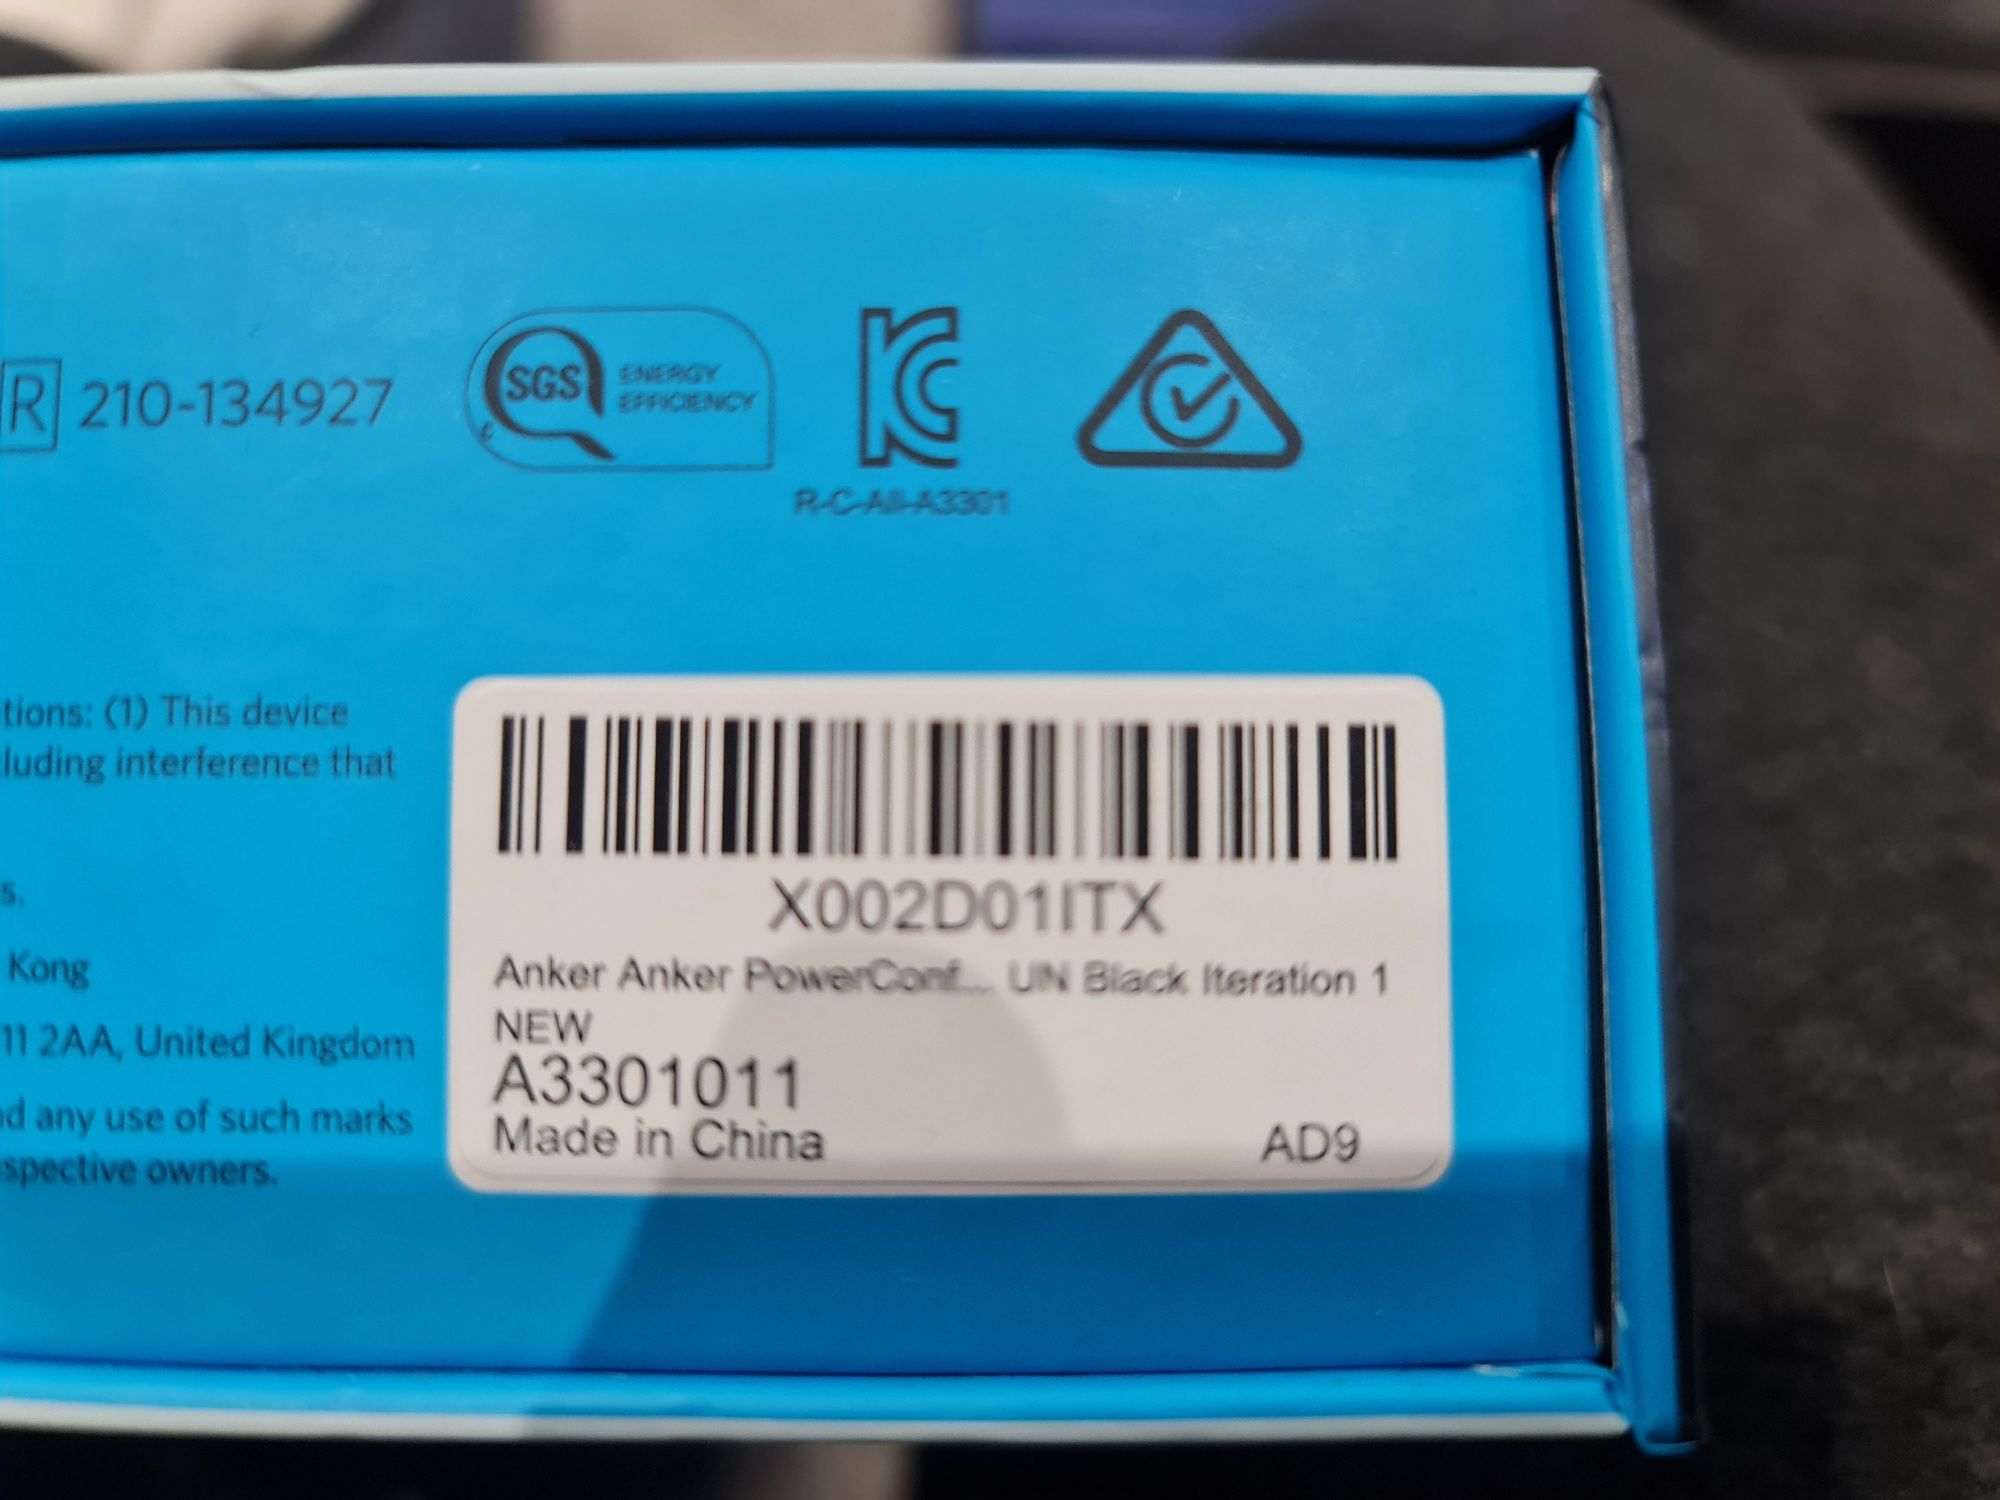 R 210-134927
SGS ENERGY
EFFICIENCY
R-C-AII-A3301
tions: (1) This device
luding interference that
s.
Kong
11 2AA, United Kingdom
nd any use of such marks
spective owners.
X002D01ITX
Anker Anker PowerConf... UN Black Iteration 1
NEW
A3301011
Made in China
AD9